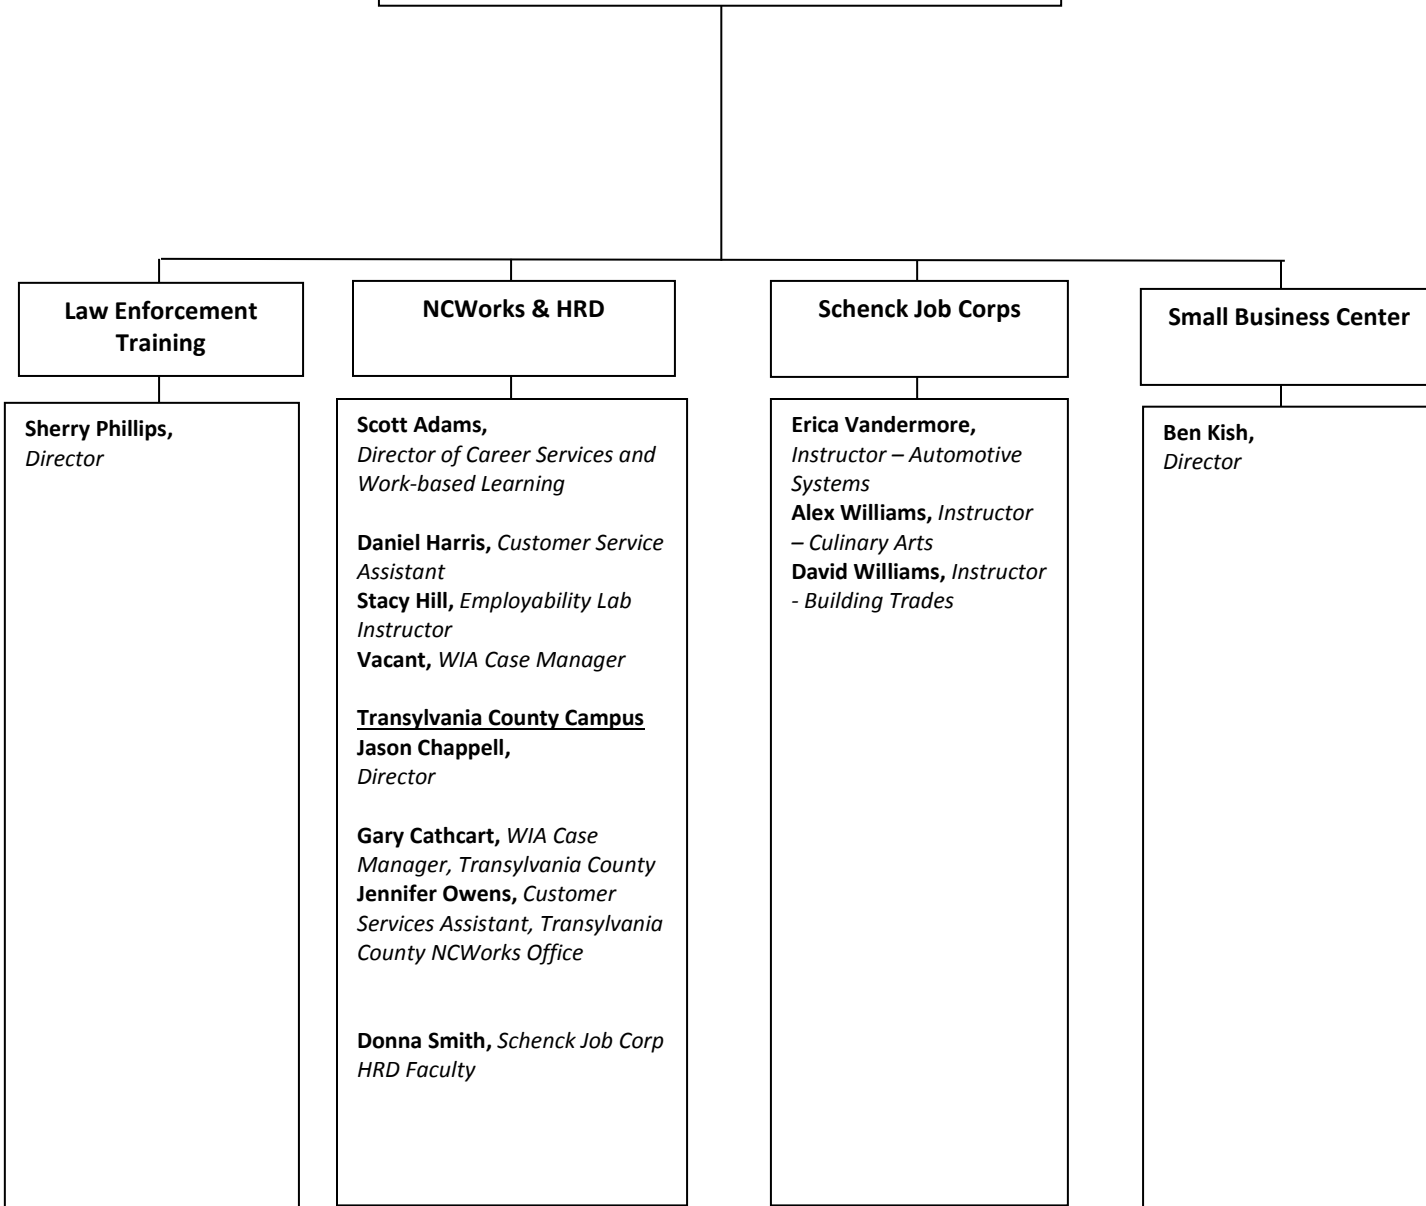 Law Enforcement
Training
NCWorks & HRD
Schenck Job Corps
Small Business Center
Sherry Phillips,
Director
Scott Adams,
Director of Career Services and
Work-based Learning
Daniel Harris, Customer Service
Assistant
Stacy Hill, Employability Lab
Instructor
Vacant, WIA Case Manager
Transylvania County Campus
Jason Chappell,
Director
Gary Cathcart, WIA Case
Manager, Transylvania County
Jennifer Owens, Customer
Services Assistant, Transylvania
County NCWorks Office
Donna Smith, Schenck Job Corp
HRD Faculty
Erica Vandermore,
Instructor – Automotive
Systems
Alex Williams, Instructor
– Culinary Arts
David Williams, Instructor
- Building Trades
Ben Kish,
Director